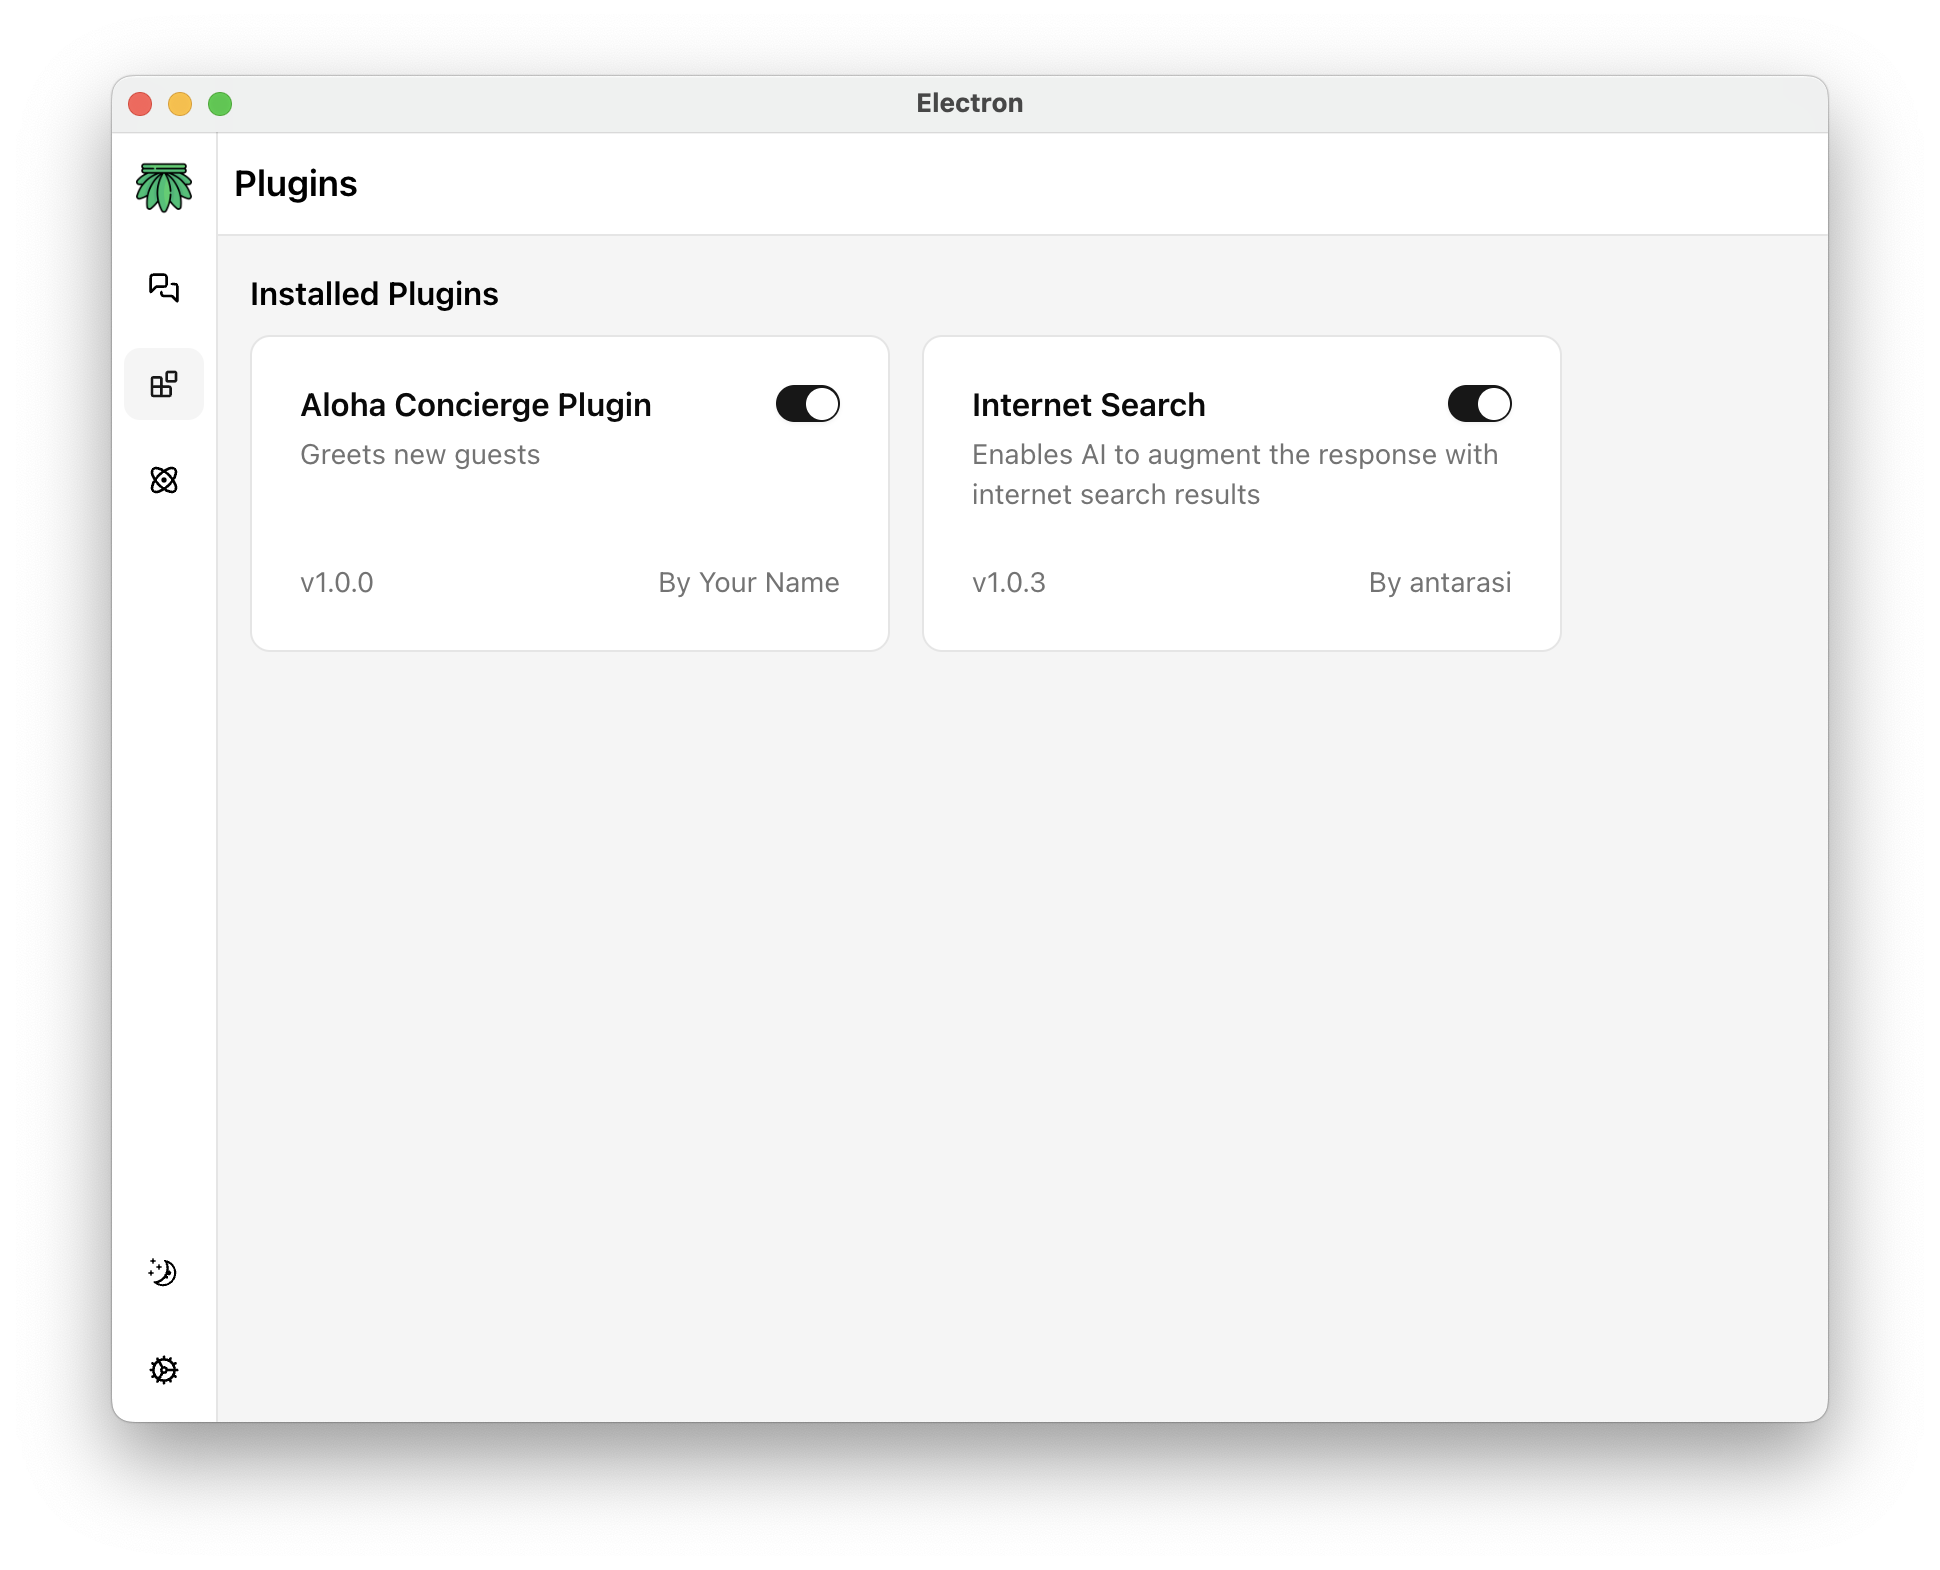 Electron
Plugins
Installed Plugins
Aloha Concierge Plugin
Greets new guests
v1.0.0
By Your Name
Internet Search
Enables AI to augment the response with
internet search results
v1.0.3
By antarasi